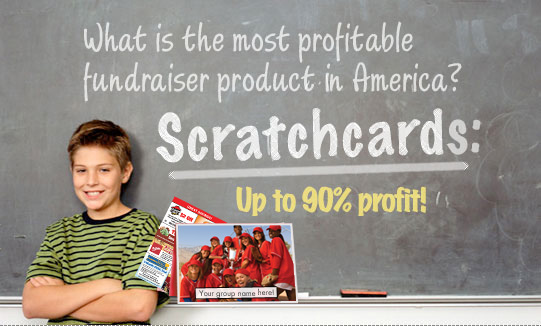 What is the most profitable
fundraiser product in America?
Scratchcards:
Up to 90% profit!
Your group name here!